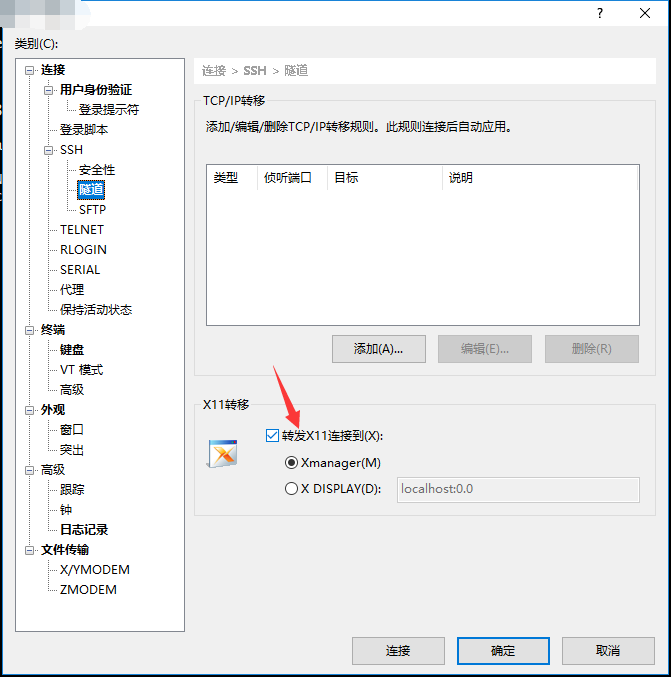 ?
类别(C):
连接
用户身份验证
登录提示符
登录脚本
SSH
安全性
隧道
SFTP
TELNET
RLOGIN
SERIAL
代理
保持活动状态
终端
键盘
VT 模式
高级
外观
窗口
突出
高级
跟踪
钟
日志记录
文件传输
X/YMODEM
ZMODEM
连接 > SSH > 隧道
TCP/IP转移
添加/编辑/删除TCP/IP转移规则。此规则连接后自动应用。
类型 侦听端口 目标 说明
添加(A)... 编辑(E)... 删除(R)
X11转移
转发X11连接到(X):
Xmanager(M)
X DISPLAY(D): localhost:0.0
连接 确定 取消